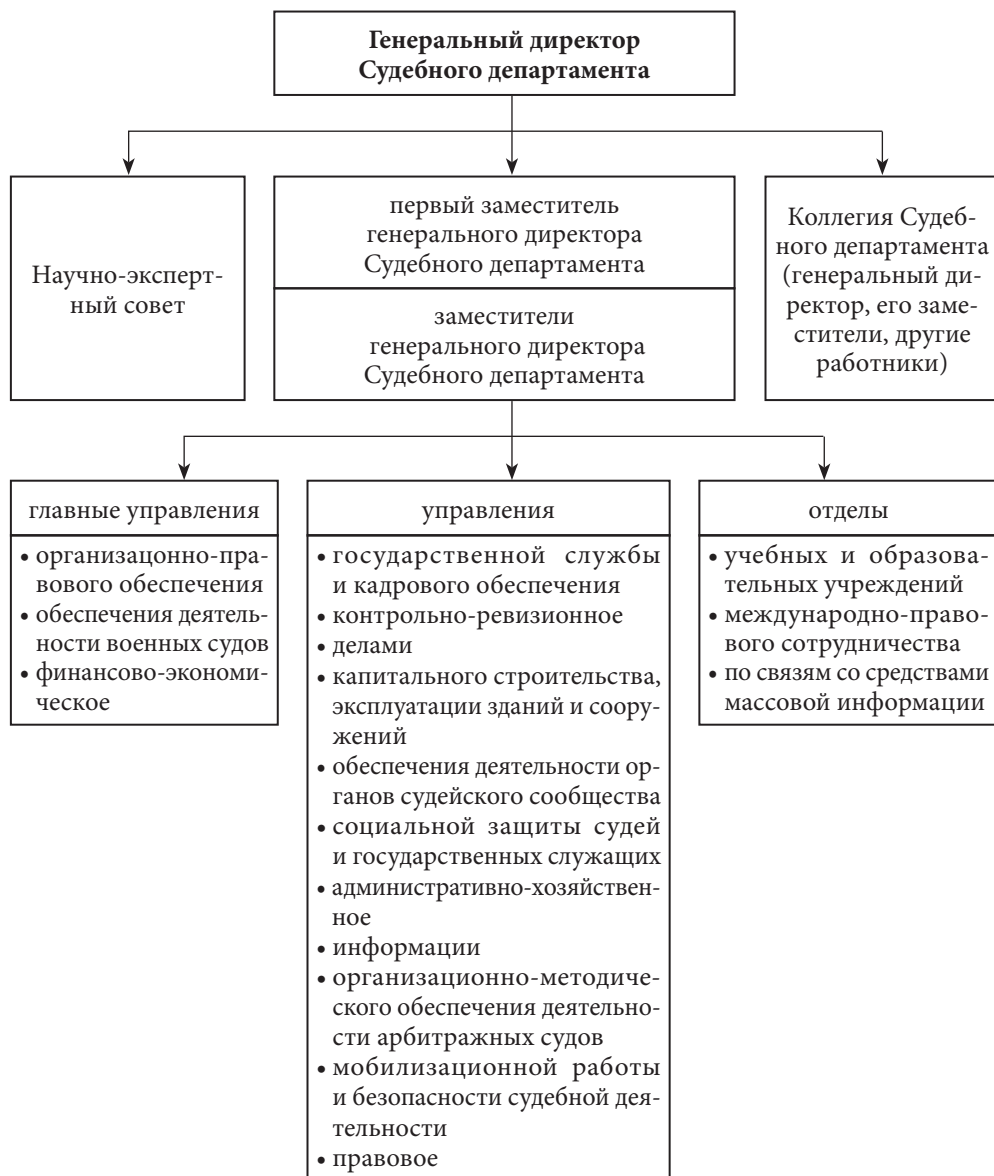 Генеральный директор
Судебного департамента
Научно-эксперт-
ный совет
первый заместитель
генерального директора
Судебного департамента
заместители
генерального директора
Судебного департамента
Коллегия Судеб-
ного департамента
(генеральный ди-
ректор, его заме-
стители, другие
работники)
главные управления
• организацонно-пра-
вового обеспечения
• обеспечения деятель-
ности военных судов
• финансово-экономи-
ческое
управления
• государственной службы
и кадрового обеспечения
• контрольно-ревизионное
• делами
• капитального строительства,
эксплуатации зданий и соору-
жений
• обеспечения деятельности ор-
ганов судейского сообщества
• социальной защиты судей
и государственных служащих
• административно-хозяйствен-
ное
• информации
• организационно-методиче-
ского обеспечения деятельно-
сти арбитражных судов
• мобилизационной работы
и безопасности судебной дея-
тельности
• правовое
отделы
• учебных и образова-
тельных учреждений
• международно-право-
вого сотрудничества
• по связям со средствами
массовой информации